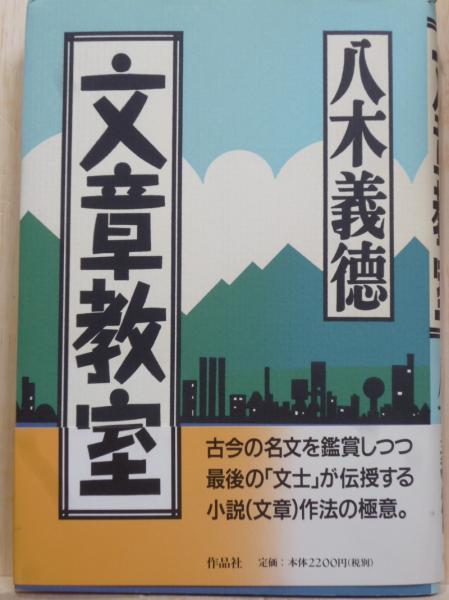 八木義德
文章教室
古今の名文を鑑賞しつつ
最後の「文士」が伝授する
小説(文章)作法の極意。
作品社 定価:本体2200円(税別)